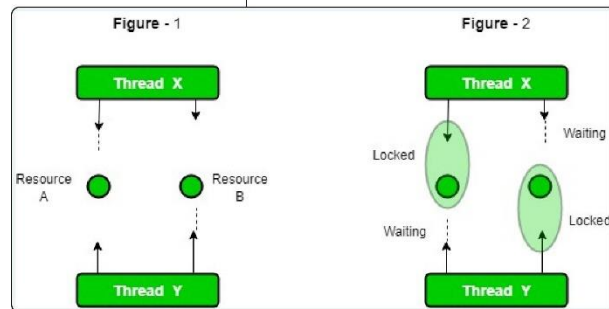 Figure - 1
Thread X
Resource
A
Resource
B
Thread Y
Figure - 2
Thread X
Waiting
Locked
Waiting
Locked
Thread Y